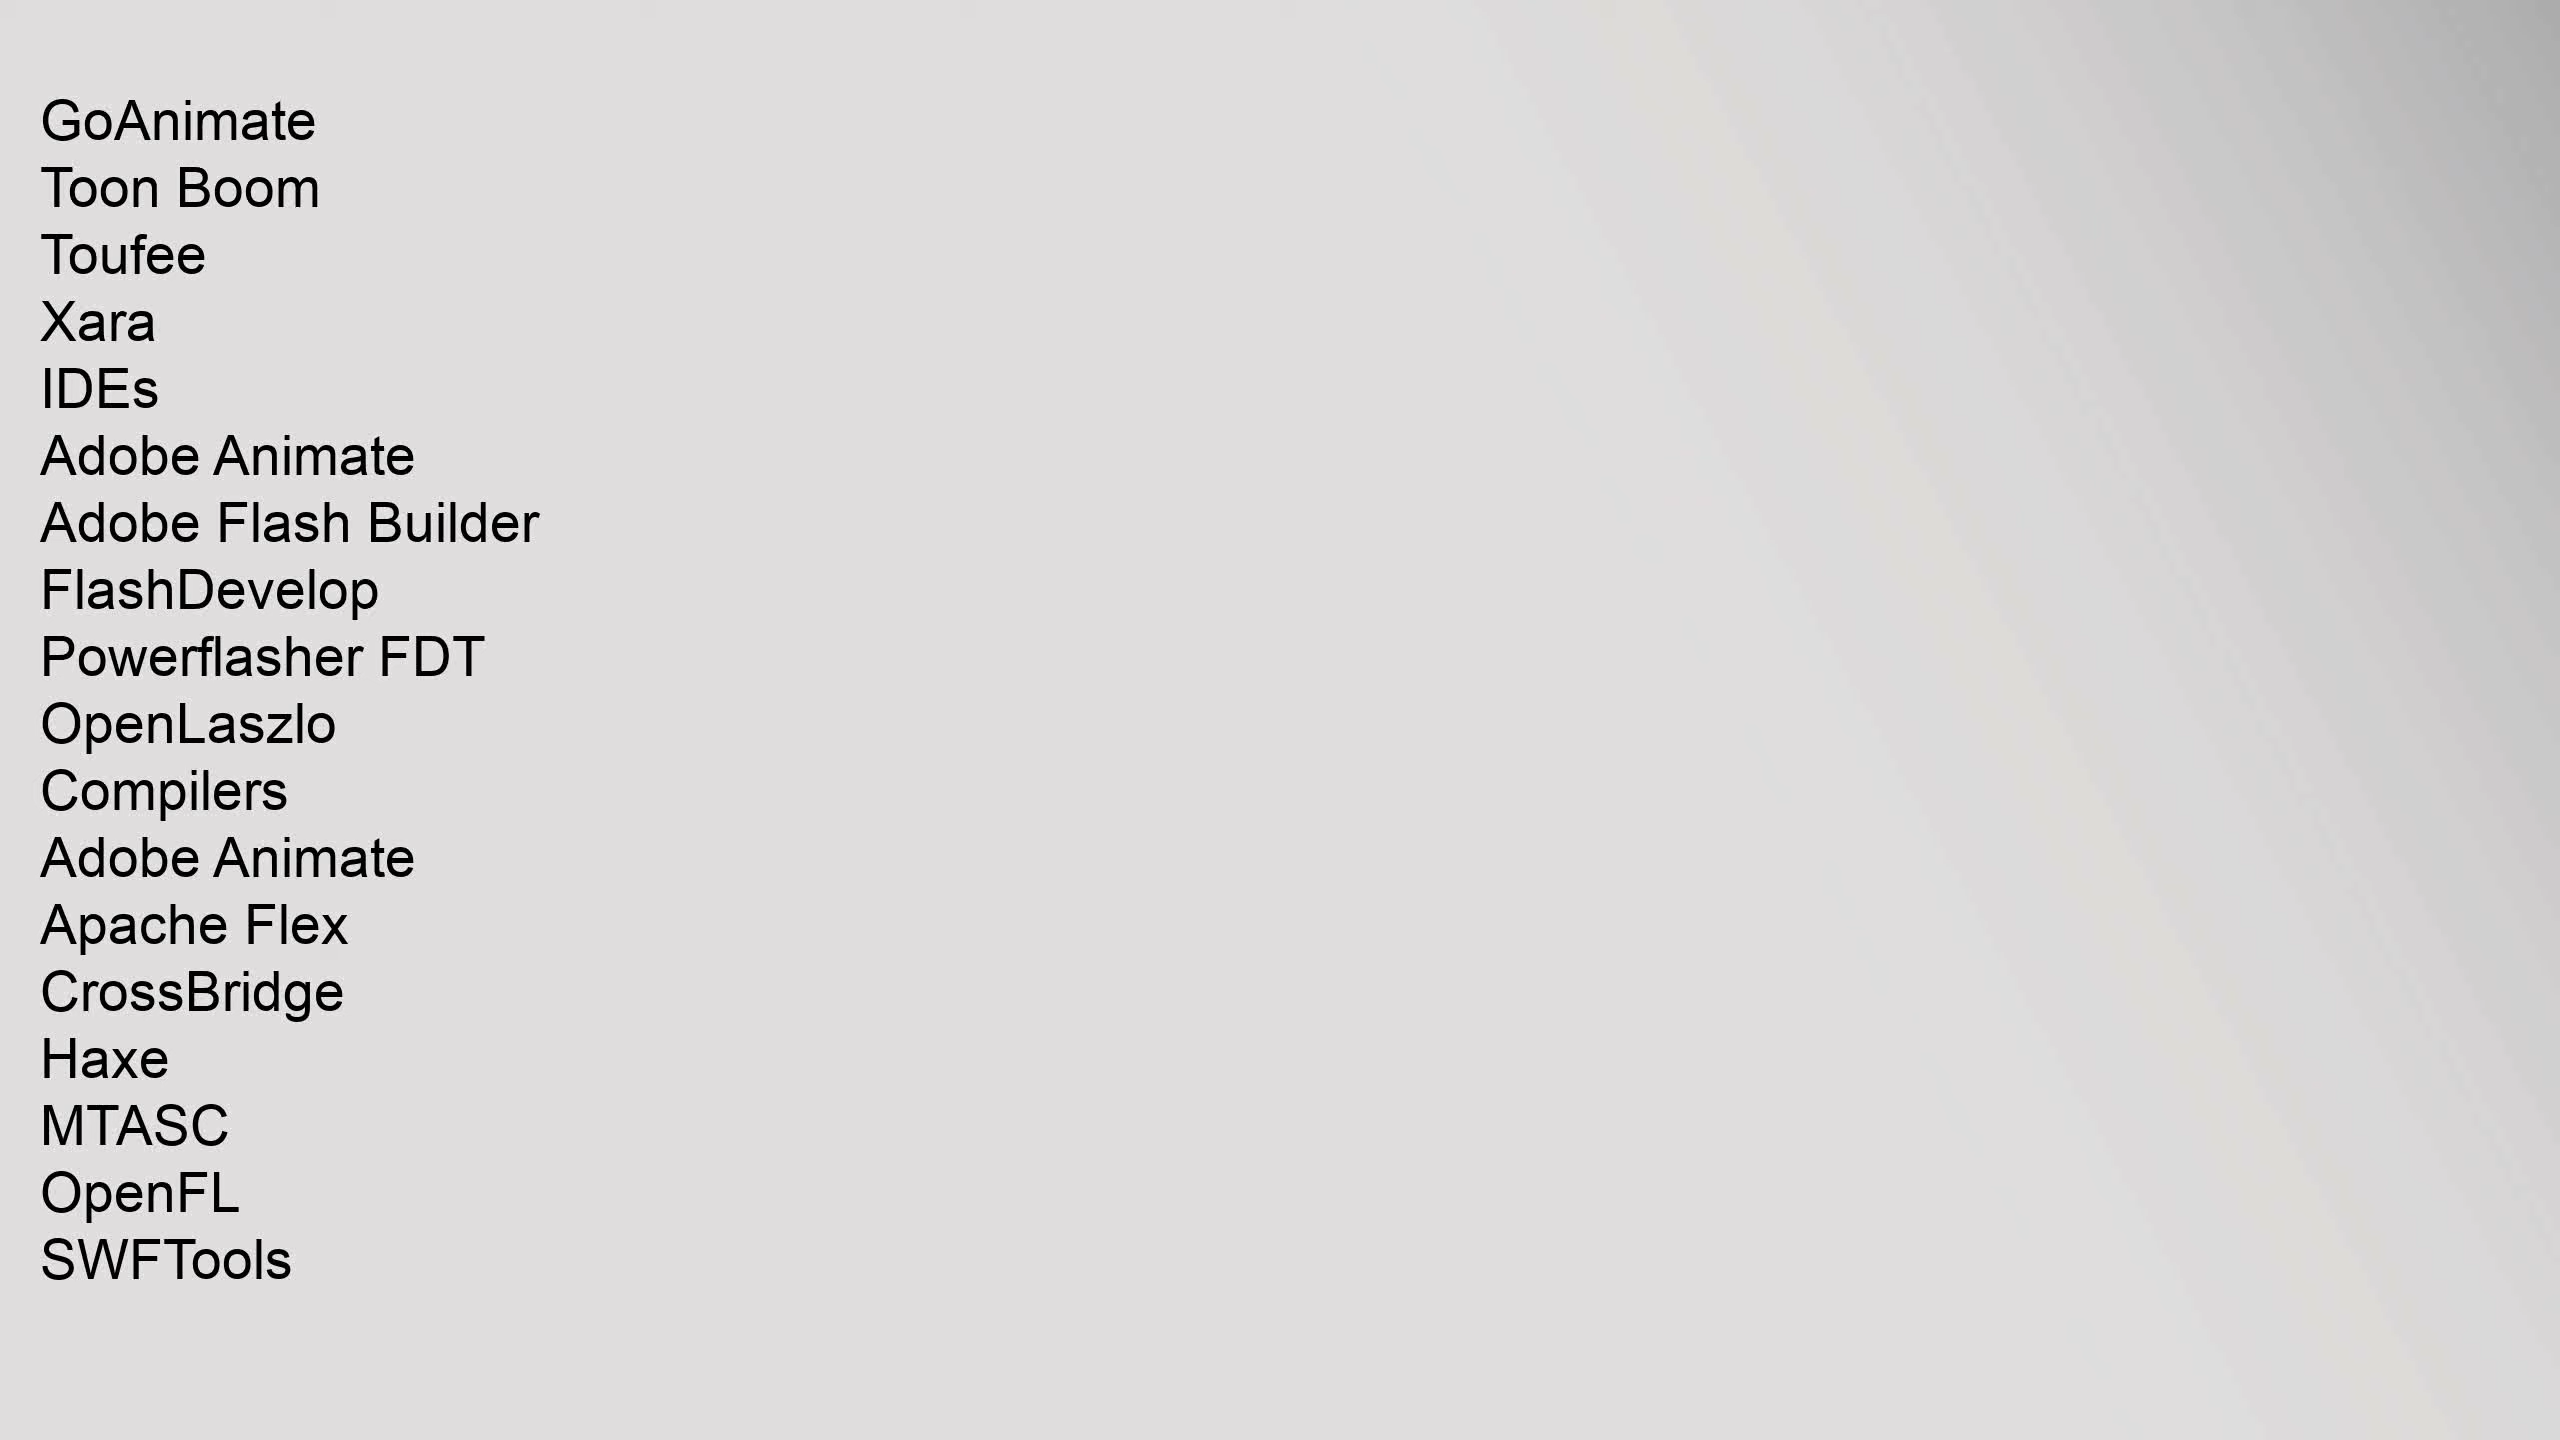 GoAnimate
Toon Boom
Toufee
Xara
IDEs
Adobe Animate
Adobe Flash Builder
FlashDevelop
Powerflasher FDT
OpenLaszlo
Compilers
Adobe Animate
Apache Flex
CrossBridge
Haxe
MTASC
OpenFL
SWFTools